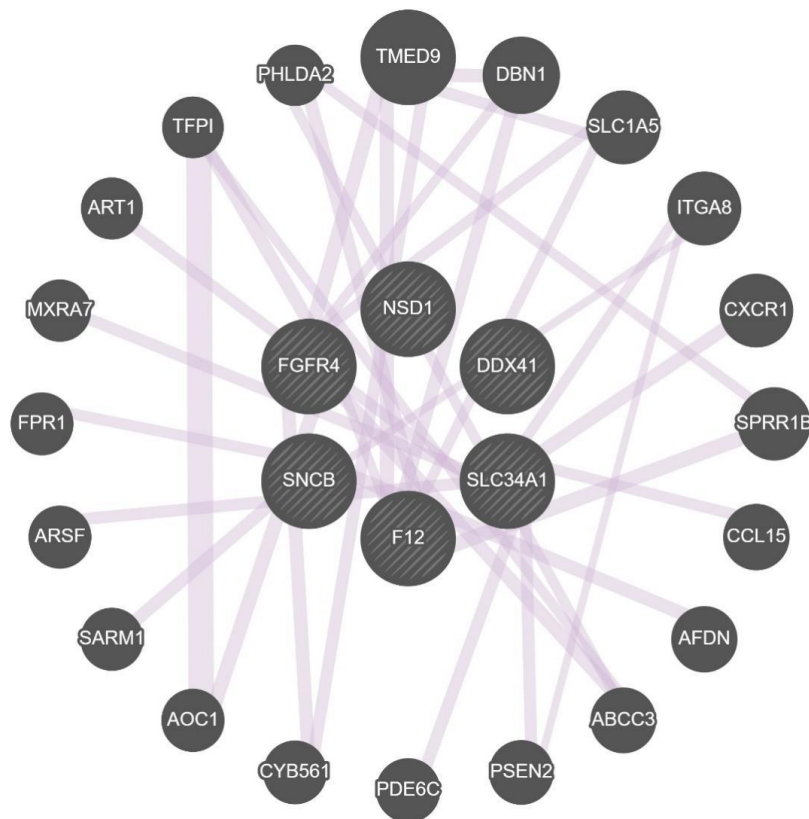 TMED9
PHLDA2
DBN1
TFPI
SLC1A5
ART1
ITGA8
MXRA7
NSD1
CXCR1
FGFR4
DDX41
FPR1
SPRR1B
SNCB
SLC34A1
ARSF
F12
CCL15
SARM1
AFDN
AOC1
ABCC3
CYB561
PDE6C
PSEN2